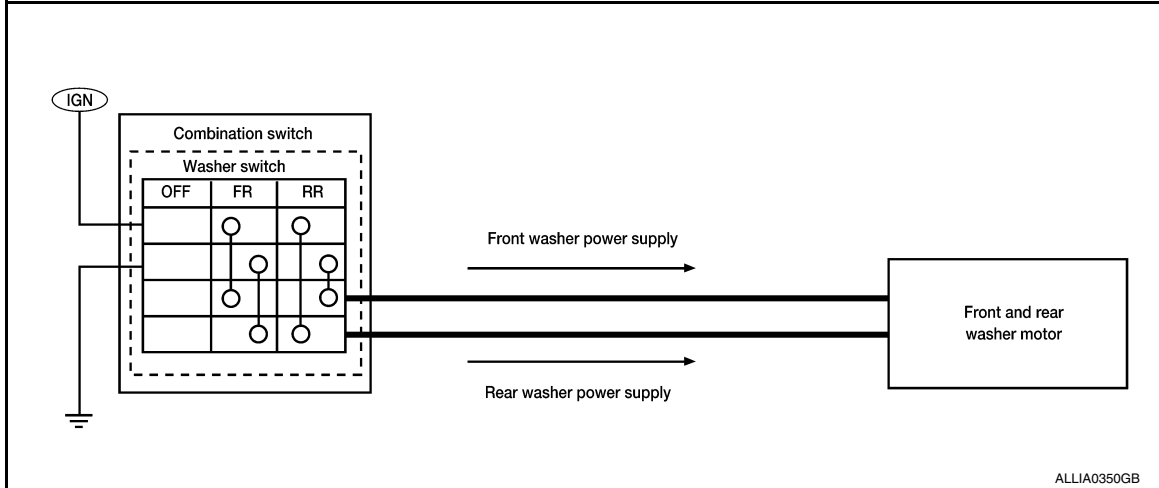 IGN
Combination switch
Washer switch
OFF FR RR
Front washer power supply
Front and rear
washer motor
Rear washer power supply
ALLIA0350GB